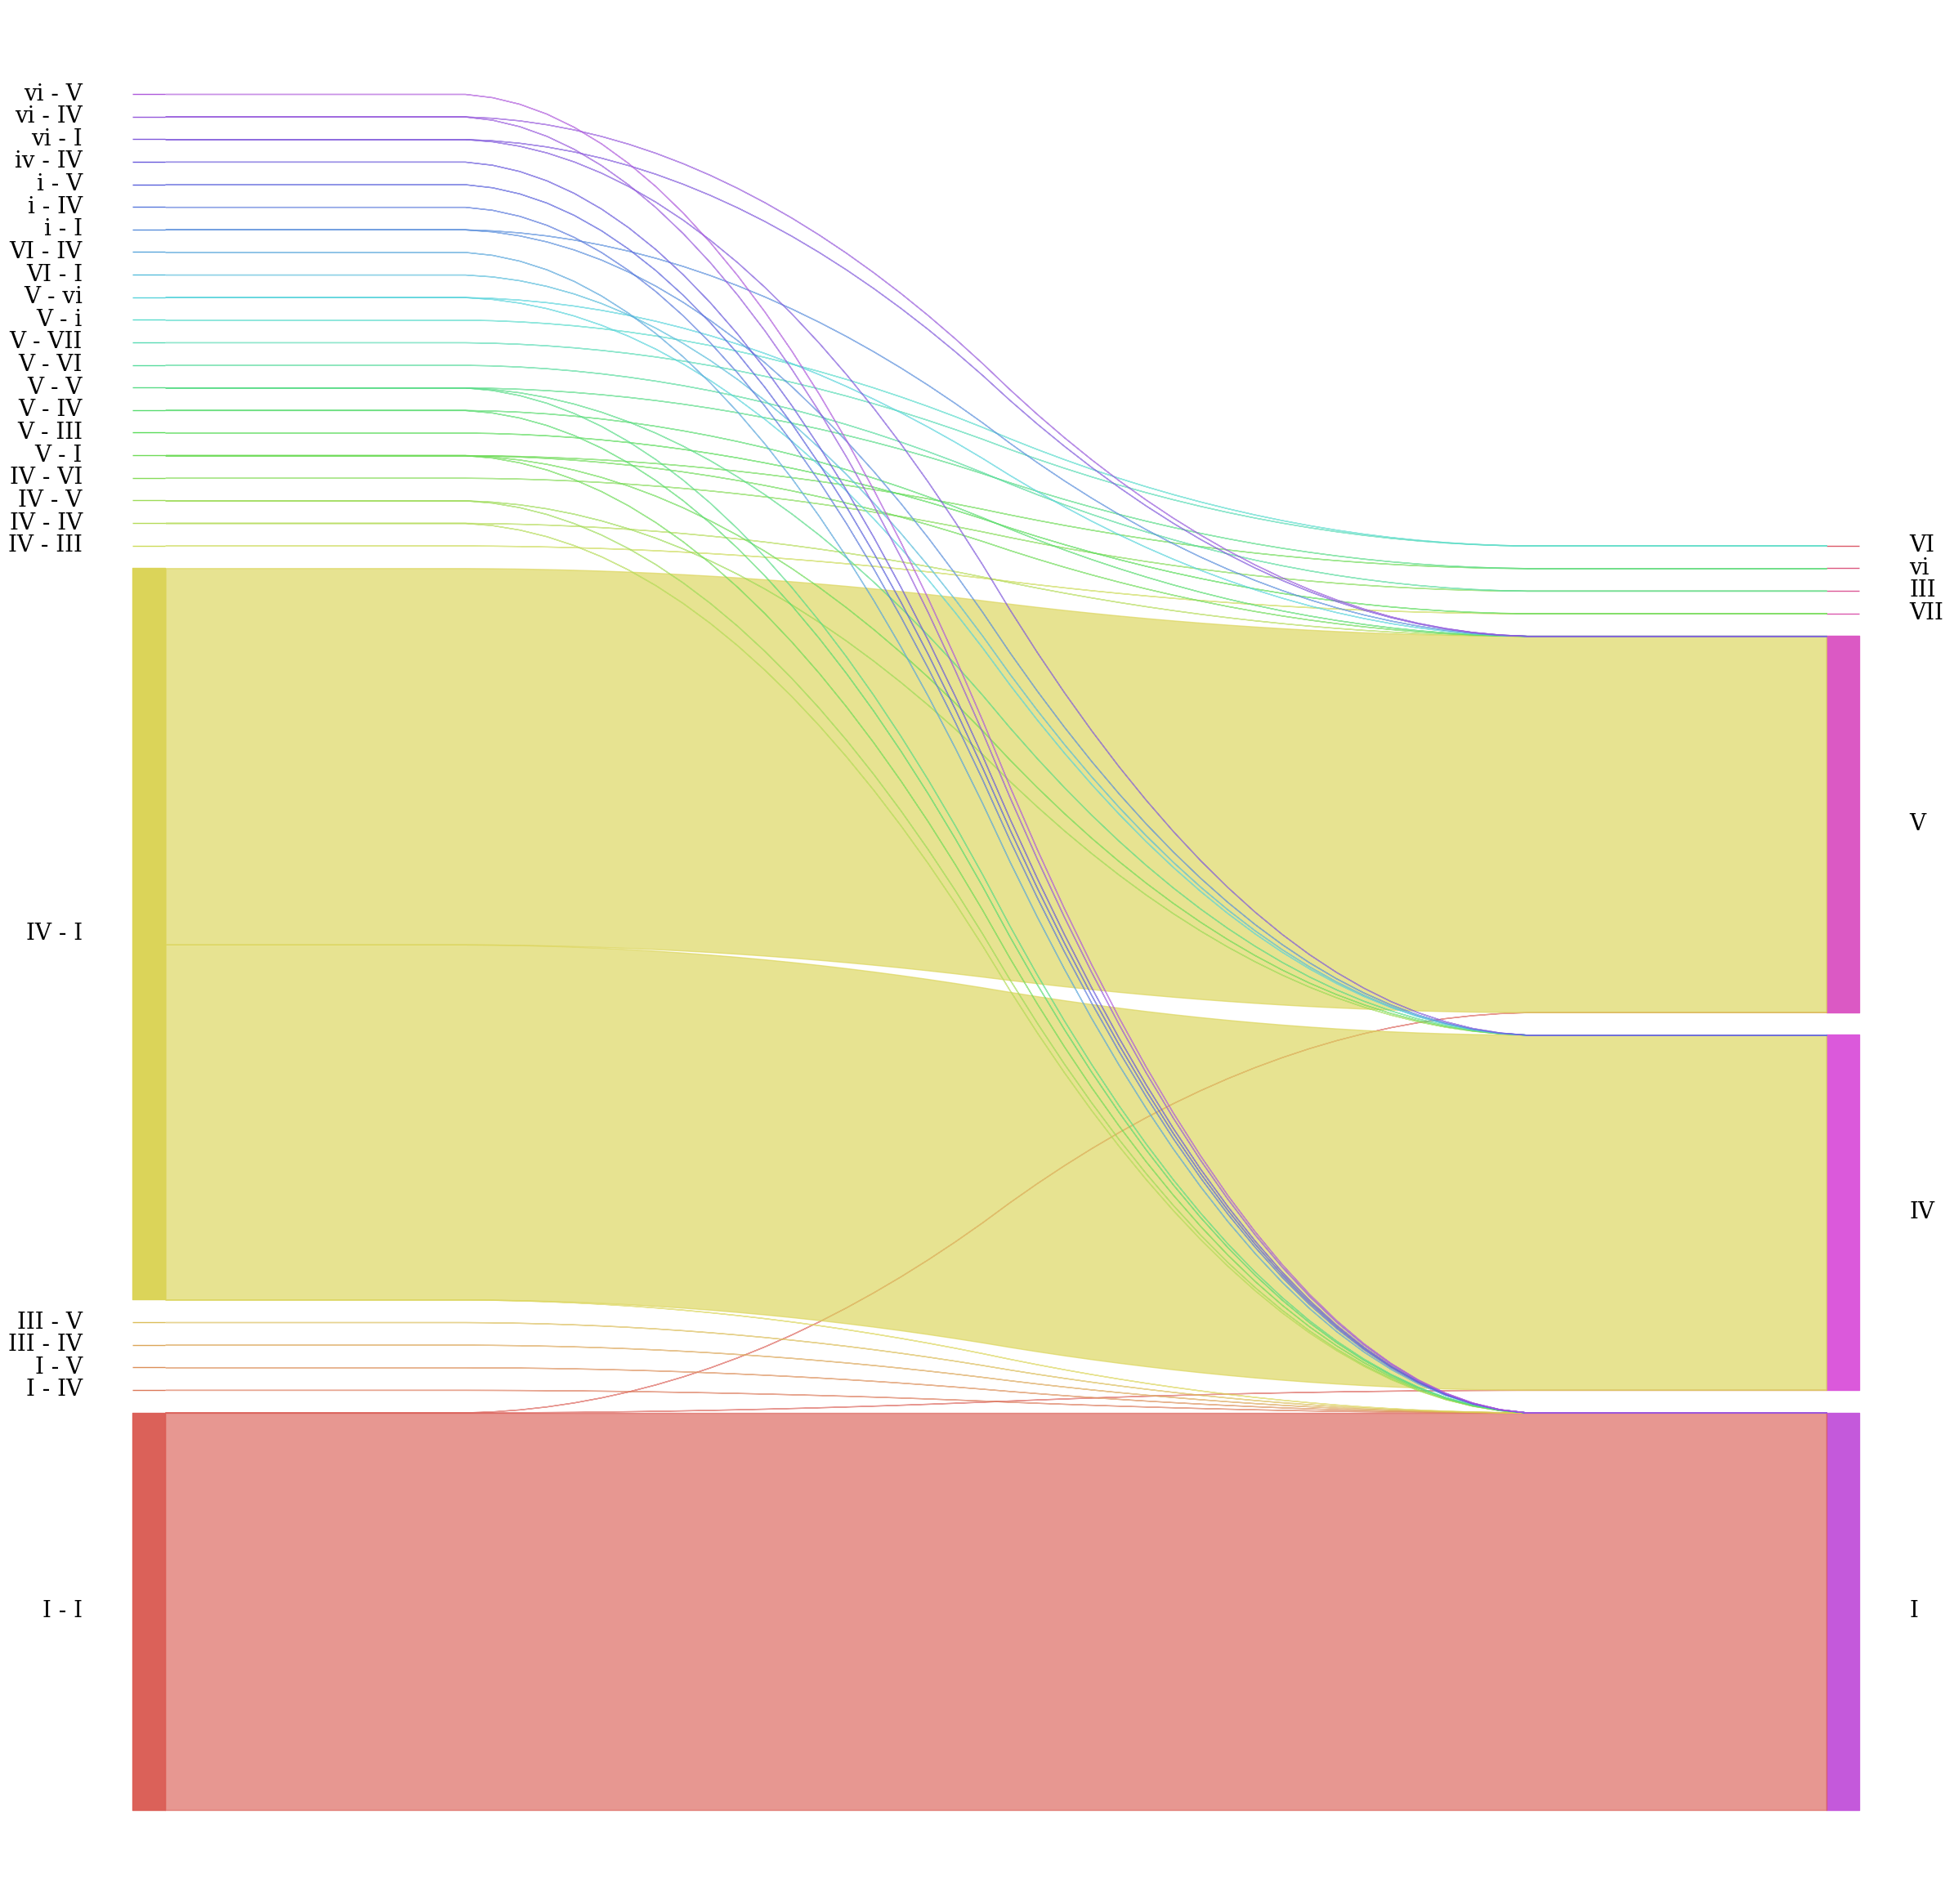 vi - V
vi - IV
vi - I
iv - IV
i - V
i - IV
i - I
VI - IV
VI - I
V - vi
V - i
V - VII
V - VI
V - V
V - IV
V - III
V - I
IV - VI
IV - V
IV - IV
IV - III
IV - I
III - V
III - IV
I - V
I - IV
I - I
VI
vi
III
VII
V
IV
I